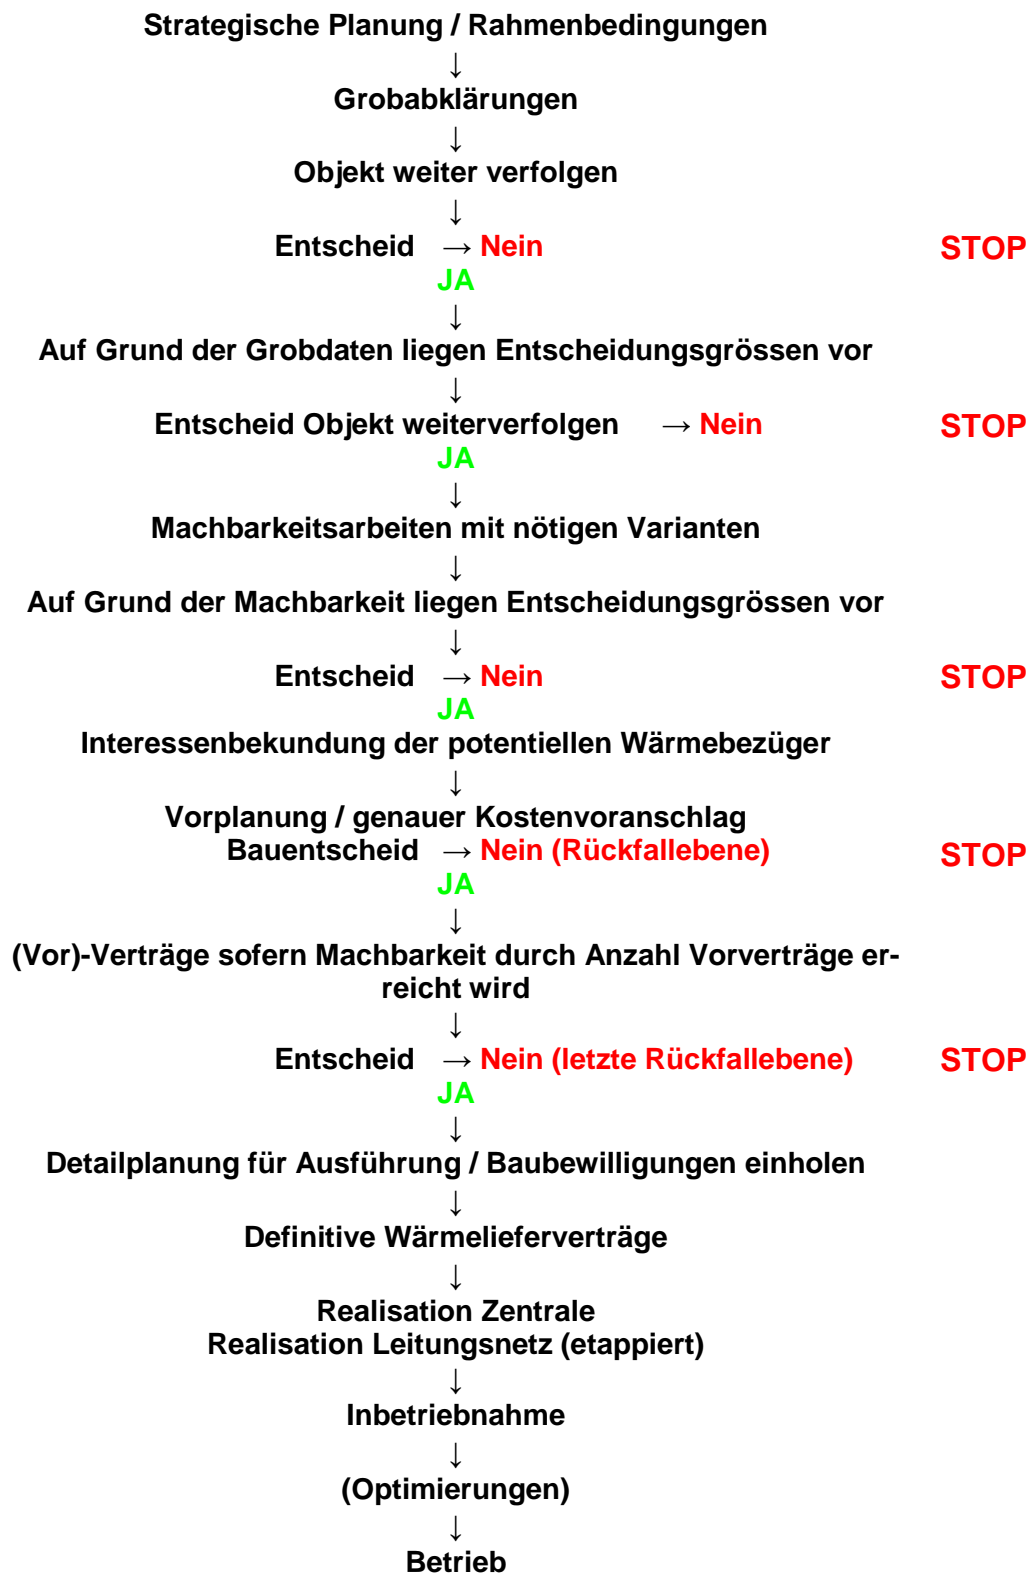 Strategische Planung / Rahmenbedingungen
↓
Grobabklärungen
↓
Objekt weiter verfolgen
↓
Entscheid → Nein STOP
JA
↓
Auf Grund der Grobdaten liegen Entscheidungsgrössen vor
↓
Entscheid Objekt weiterverfolgen → Nein STOP
JA
↓
Machbarkeitsarbeiten mit nötigen Varianten
↓
Auf Grund der Machbarkeit liegen Entscheidungsgrössen vor
↓
Entscheid → Nein STOP
JA
Interessenbekundung der potentiellen Wärmebezüger
↓
Vorplanung / genauer Kostenvoranschlag
Bauentscheid → Nein (Rückfallebene) STOP
JA
↓
(Vor)-Verträge sofern Machbarkeit durch Anzahl Vorverträge er-
reicht wird
↓
Entscheid → Nein (letzte Rückfallebene) STOP
JA
↓
Detailplanung für Ausführung / Baubewilligungen einholen
↓
Definitive Wärmelieferverträge
↓
Realisation Zentrale
Realisation Leitungsnetz (etappiert)
↓
Inbetriebnahme
↓
(Optimierungen)
↓
Betrieb